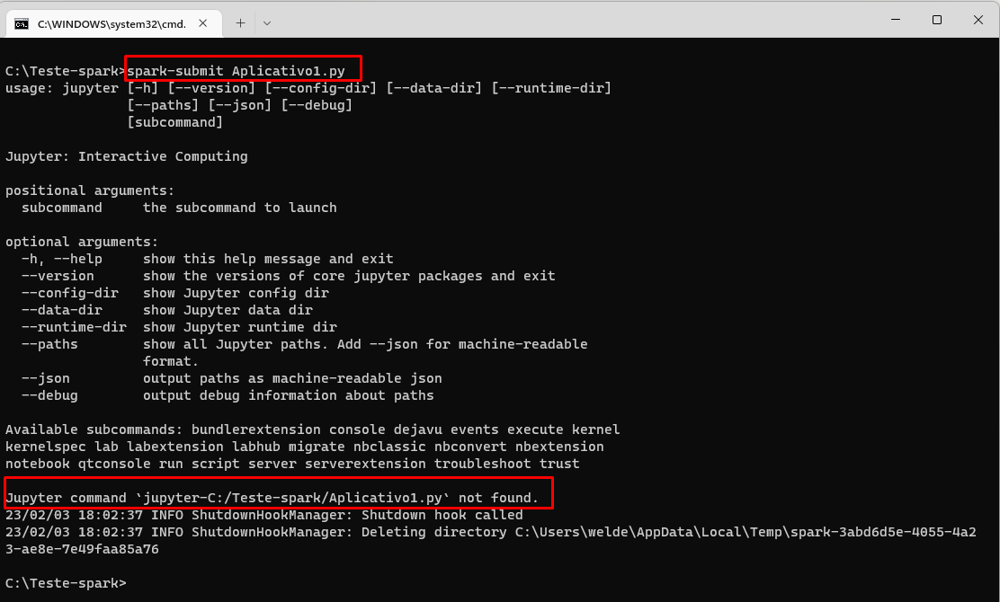 C:\WINDOWS\system32\cmd.
C:\Teste-spark>spark-submit Aplicativo1.py
usage: jupyter [-h] [--version] [--config-dir] [--data-dir] [--runtime-dir]
[--paths] [--json] [--debug]
[subcommand]
Jupyter: Interactive Computing
positional arguments:
subcommand     the subcommand to launch
optional arguments:
-h, --help     show this help message and exit
--version      show the versions of core jupyter packages and exit
--config-dir   show Jupyter config dir
--data-dir     show Jupyter data dir
--runtime-dir  show Jupyter runtime dir
--paths        show all Jupyter paths. Add --json for machine-readable
format.
--json         output paths as machine-readable json
--debug        output debug information about paths
Available subcommands: bundlerextension console dejavu events execute kernel
kernelspec lab labextension labhub migrate nbclassic nbconvert nbextension
notebook qtconsole run script server serverextension troubleshoot trust
Jupyter command `jupyter-C:/Teste-spark/Aplicativo1.py` not found.
23/02/03 18:02:37 INFO ShutdownHookManager: Shutdown hook called
23/02/03 18:02:37 INFO ShutdownHookManager: Deleting directory C:\Users\welde\AppData\Local\Temp\spark-3abd6d5e-4055-4a2
3-ae8e-7e49faa85a76
C:\Teste-spark>